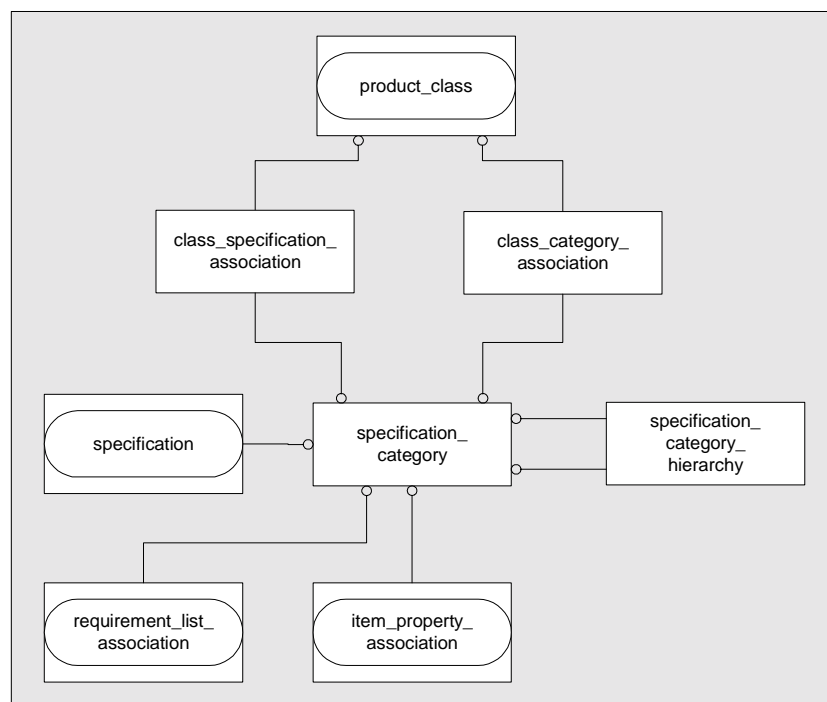 product_class
class_specification_
association
class_category_
association
specification
specification_
category
specification_
category_
hierarchy
requirement_list_
association
item_property_
association